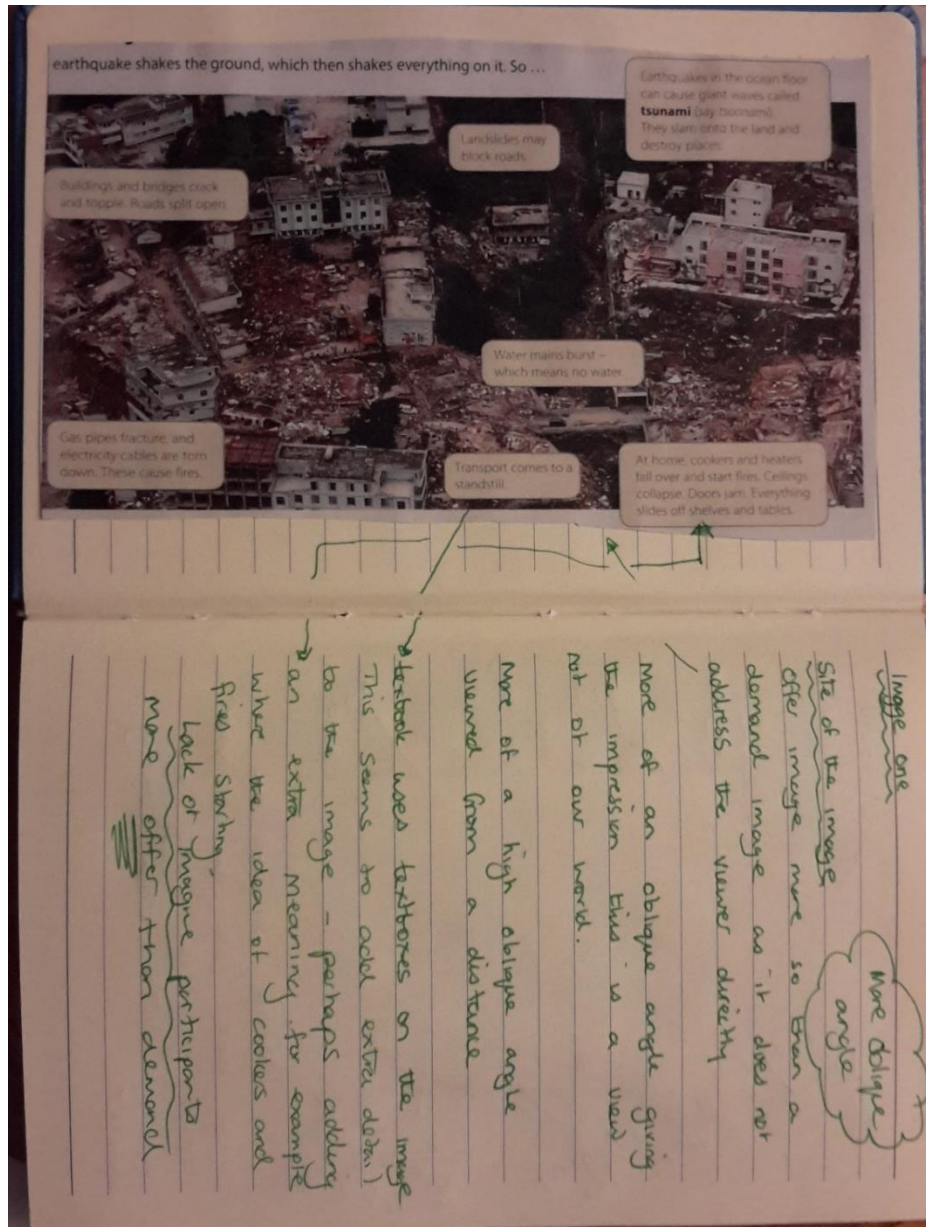 earthquake shakes the ground, which then shakes everything on it. So ...
Earthquakes in the ocean floor
can cause giant waves called
tsunami (say tsoonami).
They slam onto the land and
destroy places.
Landslides may
block roads.
Buildings and bridges crack
and topple. Roads split open.
Water mains burst –
which means no water.
Gas pipes fracture, and
electricity cables are torn
down. These cause fires.
Transport comes to a
standstill.
At home, cookers and heaters
fall over and start fires. Ceilings
collapse. Doors jam. Everything
slides off shelves and tables.
Image one
More oblique
angle
Site of the image
offer image more so than a
demand image as it does not
address the viewer directly
More of an oblique angle giving
the impression this is a view
not of our world.
More of a high oblique angle
viewed from a distance
textbook uses textboxes on the image
This seems to add extra detail
to the image - perhaps adding
an extra meaning for example
where the idea of cookers and
fires starting
Lack of imagine participants
more offer than demand